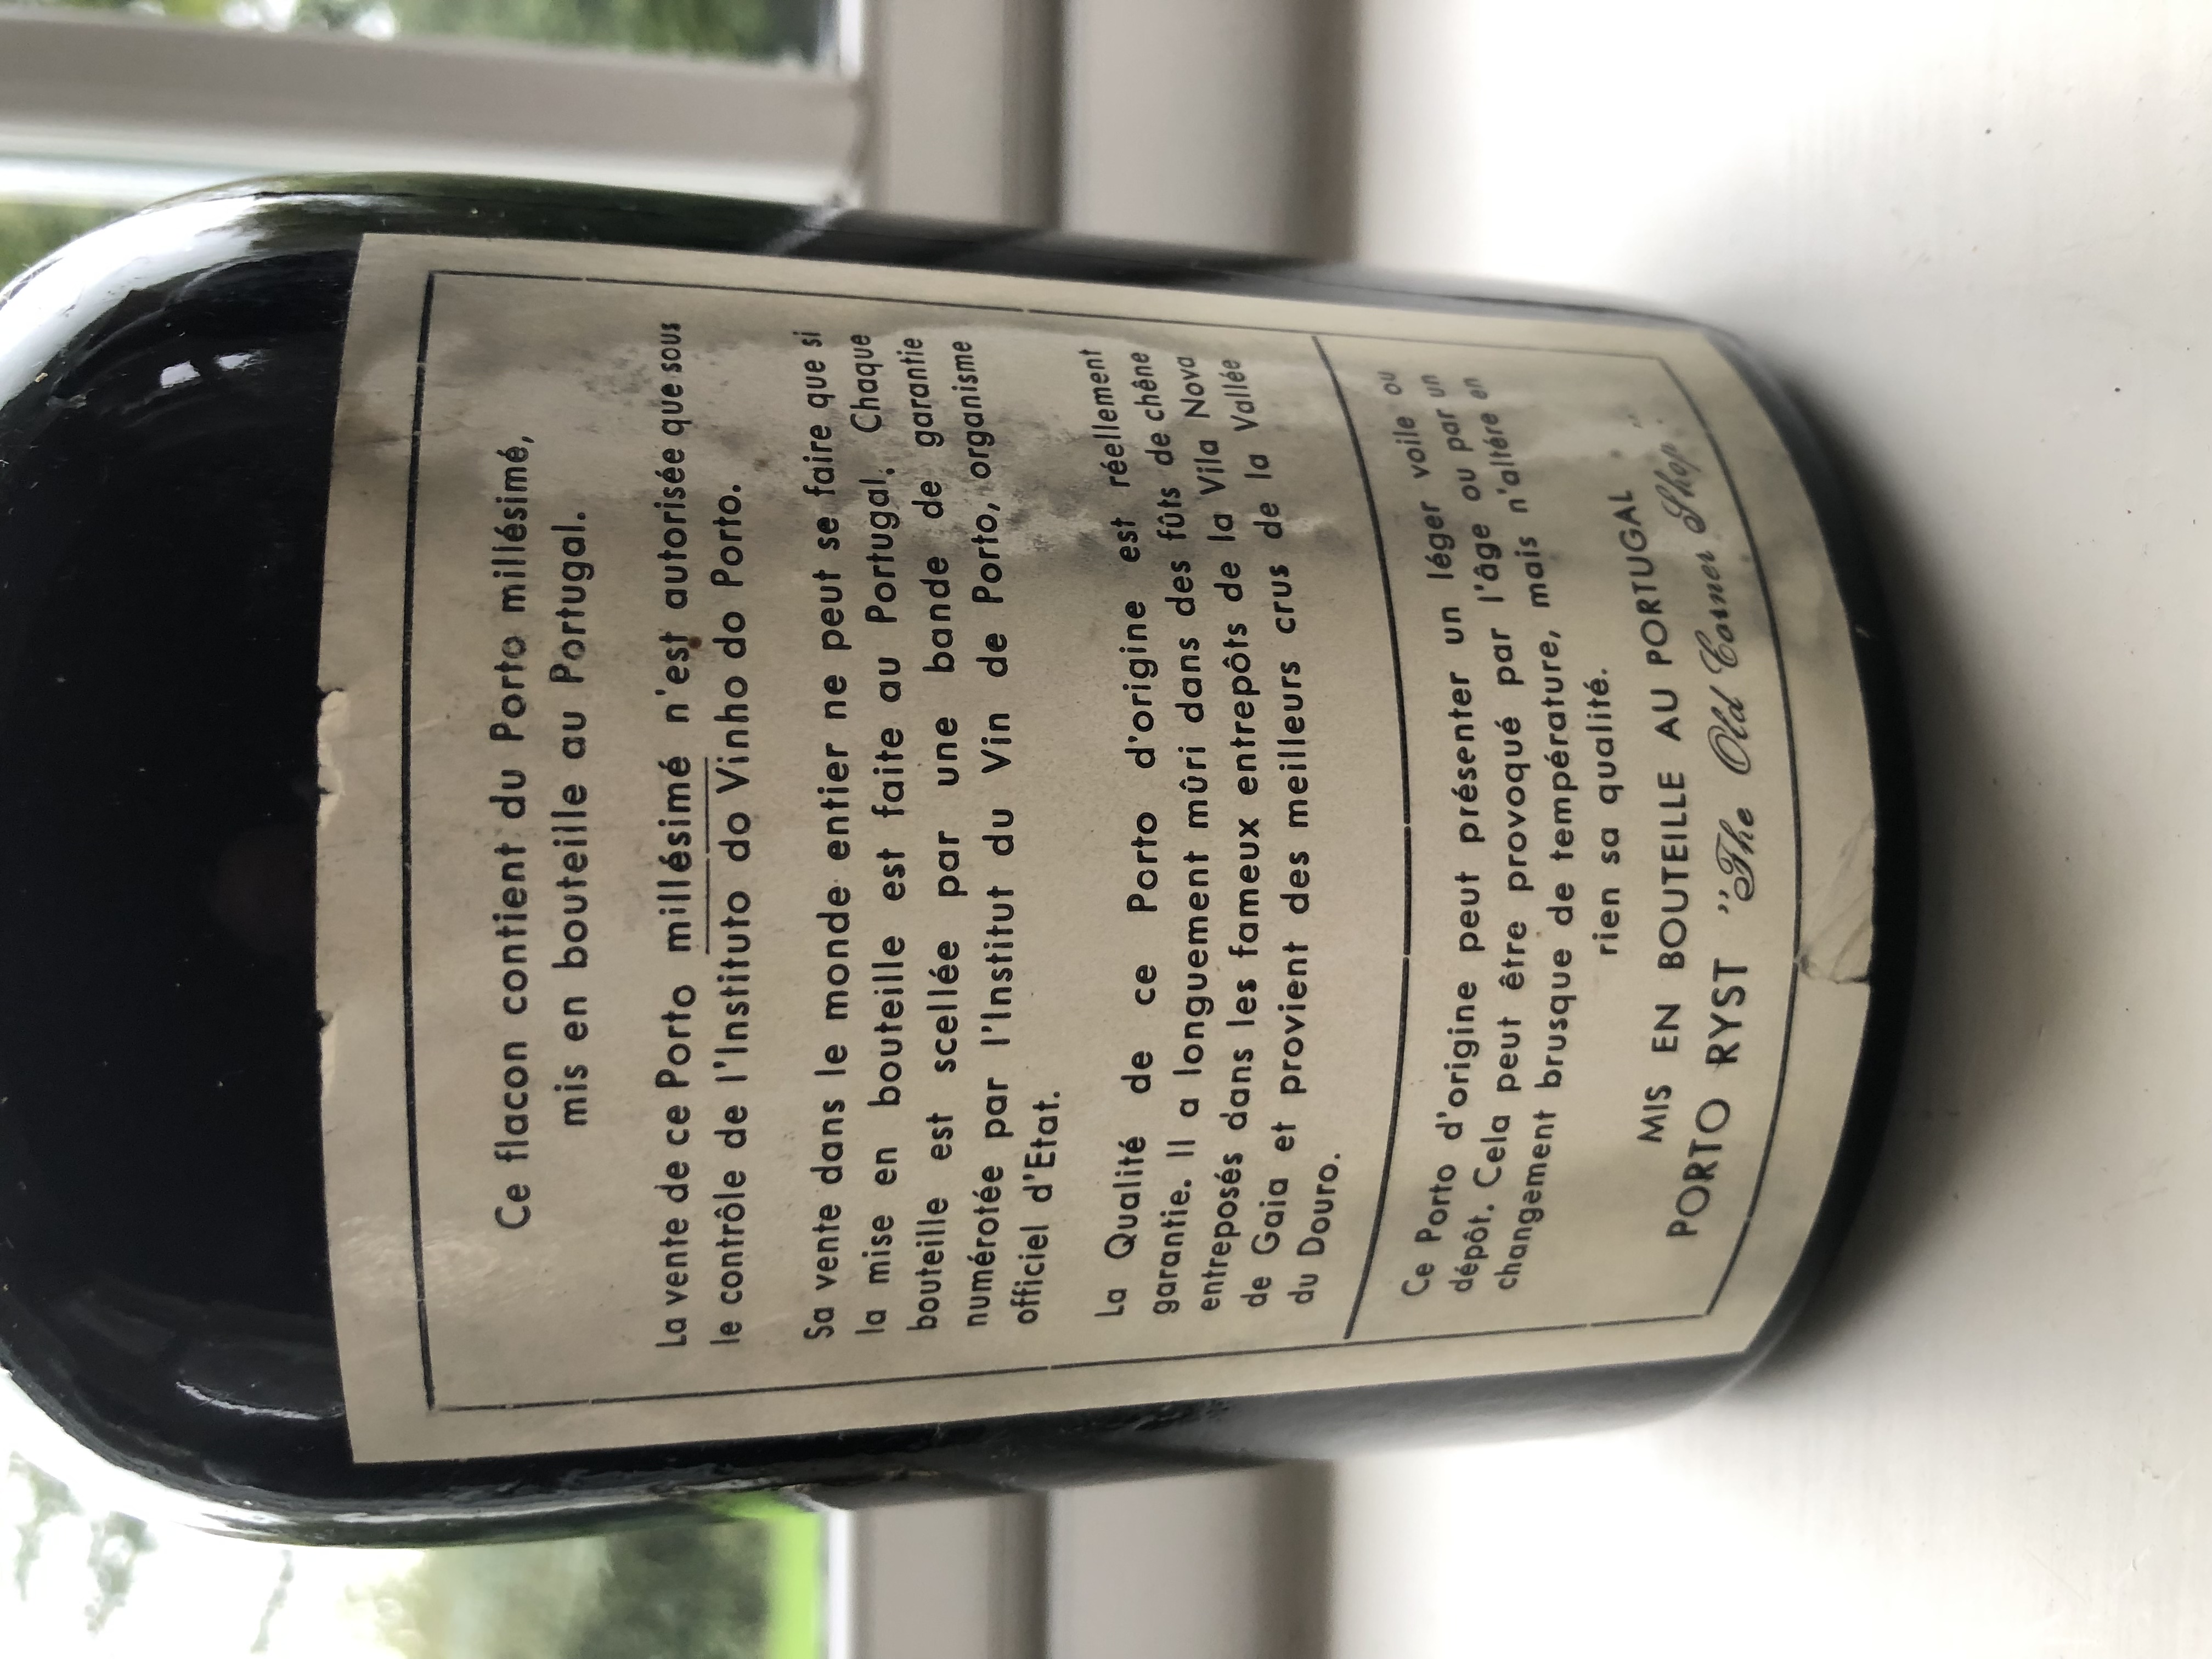 Ce flacon contient du Porto millésimé,
mis en bouteille au Portugal.
La vente de ce Porto millésimé n'est autorisée que sous
le contrôle de l'Instituto do Vinho do Porto.
Sa vente dans le monde entier ne peut se faire que si
la mise en bouteille est faite au Portugal. Chaque
bouteille est scellée par une bande de garantie
numérotée par l'Institut du Vin de Porto, organisme
officiel d'Etat.
La Qualité de ce Porto d'origine est réellement
garantie. Il a longuement mûri dans des fûts de chêne
entreposés dans les fameux entrepôts de la Vila Nova
de Gaia et provient des meilleurs crus de la Vallée
du Douro.
Ce Porto d'origine peut présenter un léger voile ou
dépôt. Cela peut être provoqué par l'âge ou par un
changement brusque de température, mais n'altére en
rien sa qualité.
MIS EN BOUTEILLE AU PORTUGAL
PORTO RYST "The Old Corner Shop"